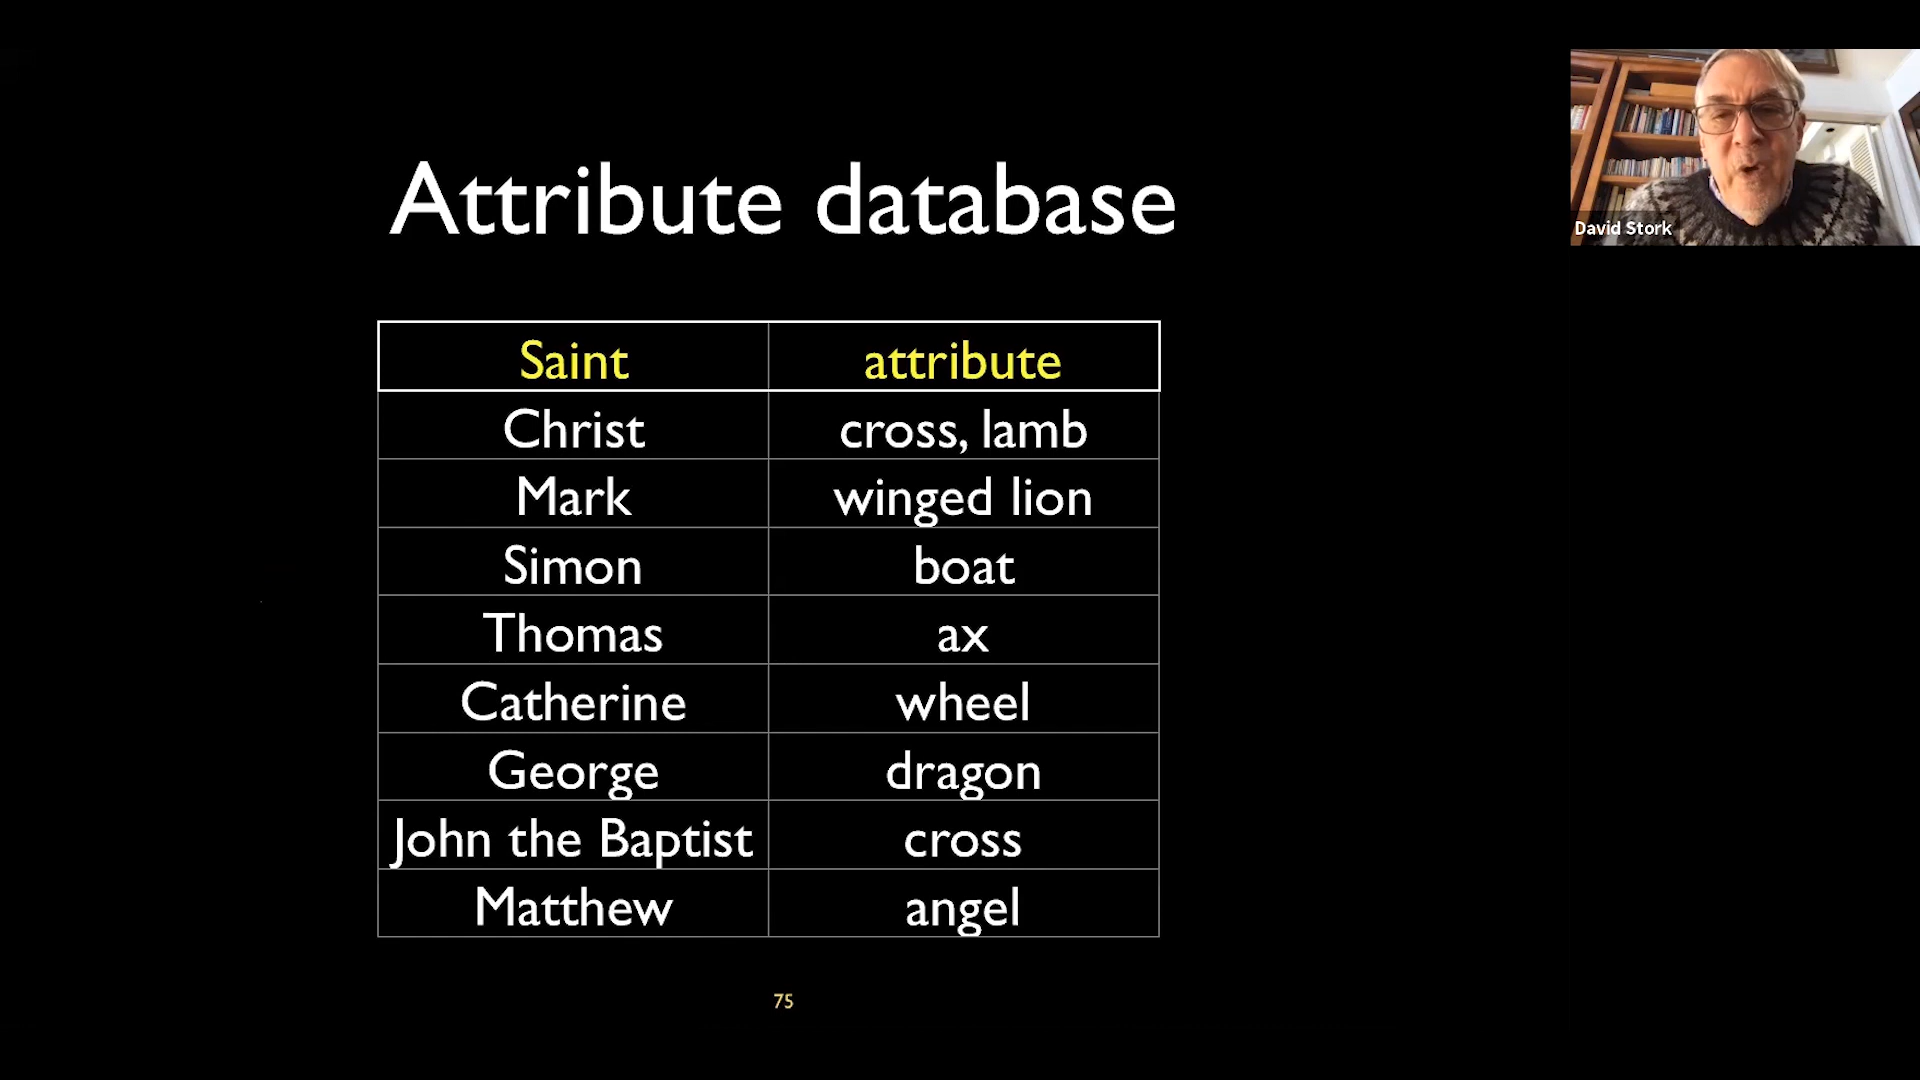 Attribute database
David Stork
Saint attribute
Christ cross, lamb
Mark winged lion
Simon boat
Thomas ax
Catherine wheel
George dragon
John the Baptist cross
Matthew angel
75